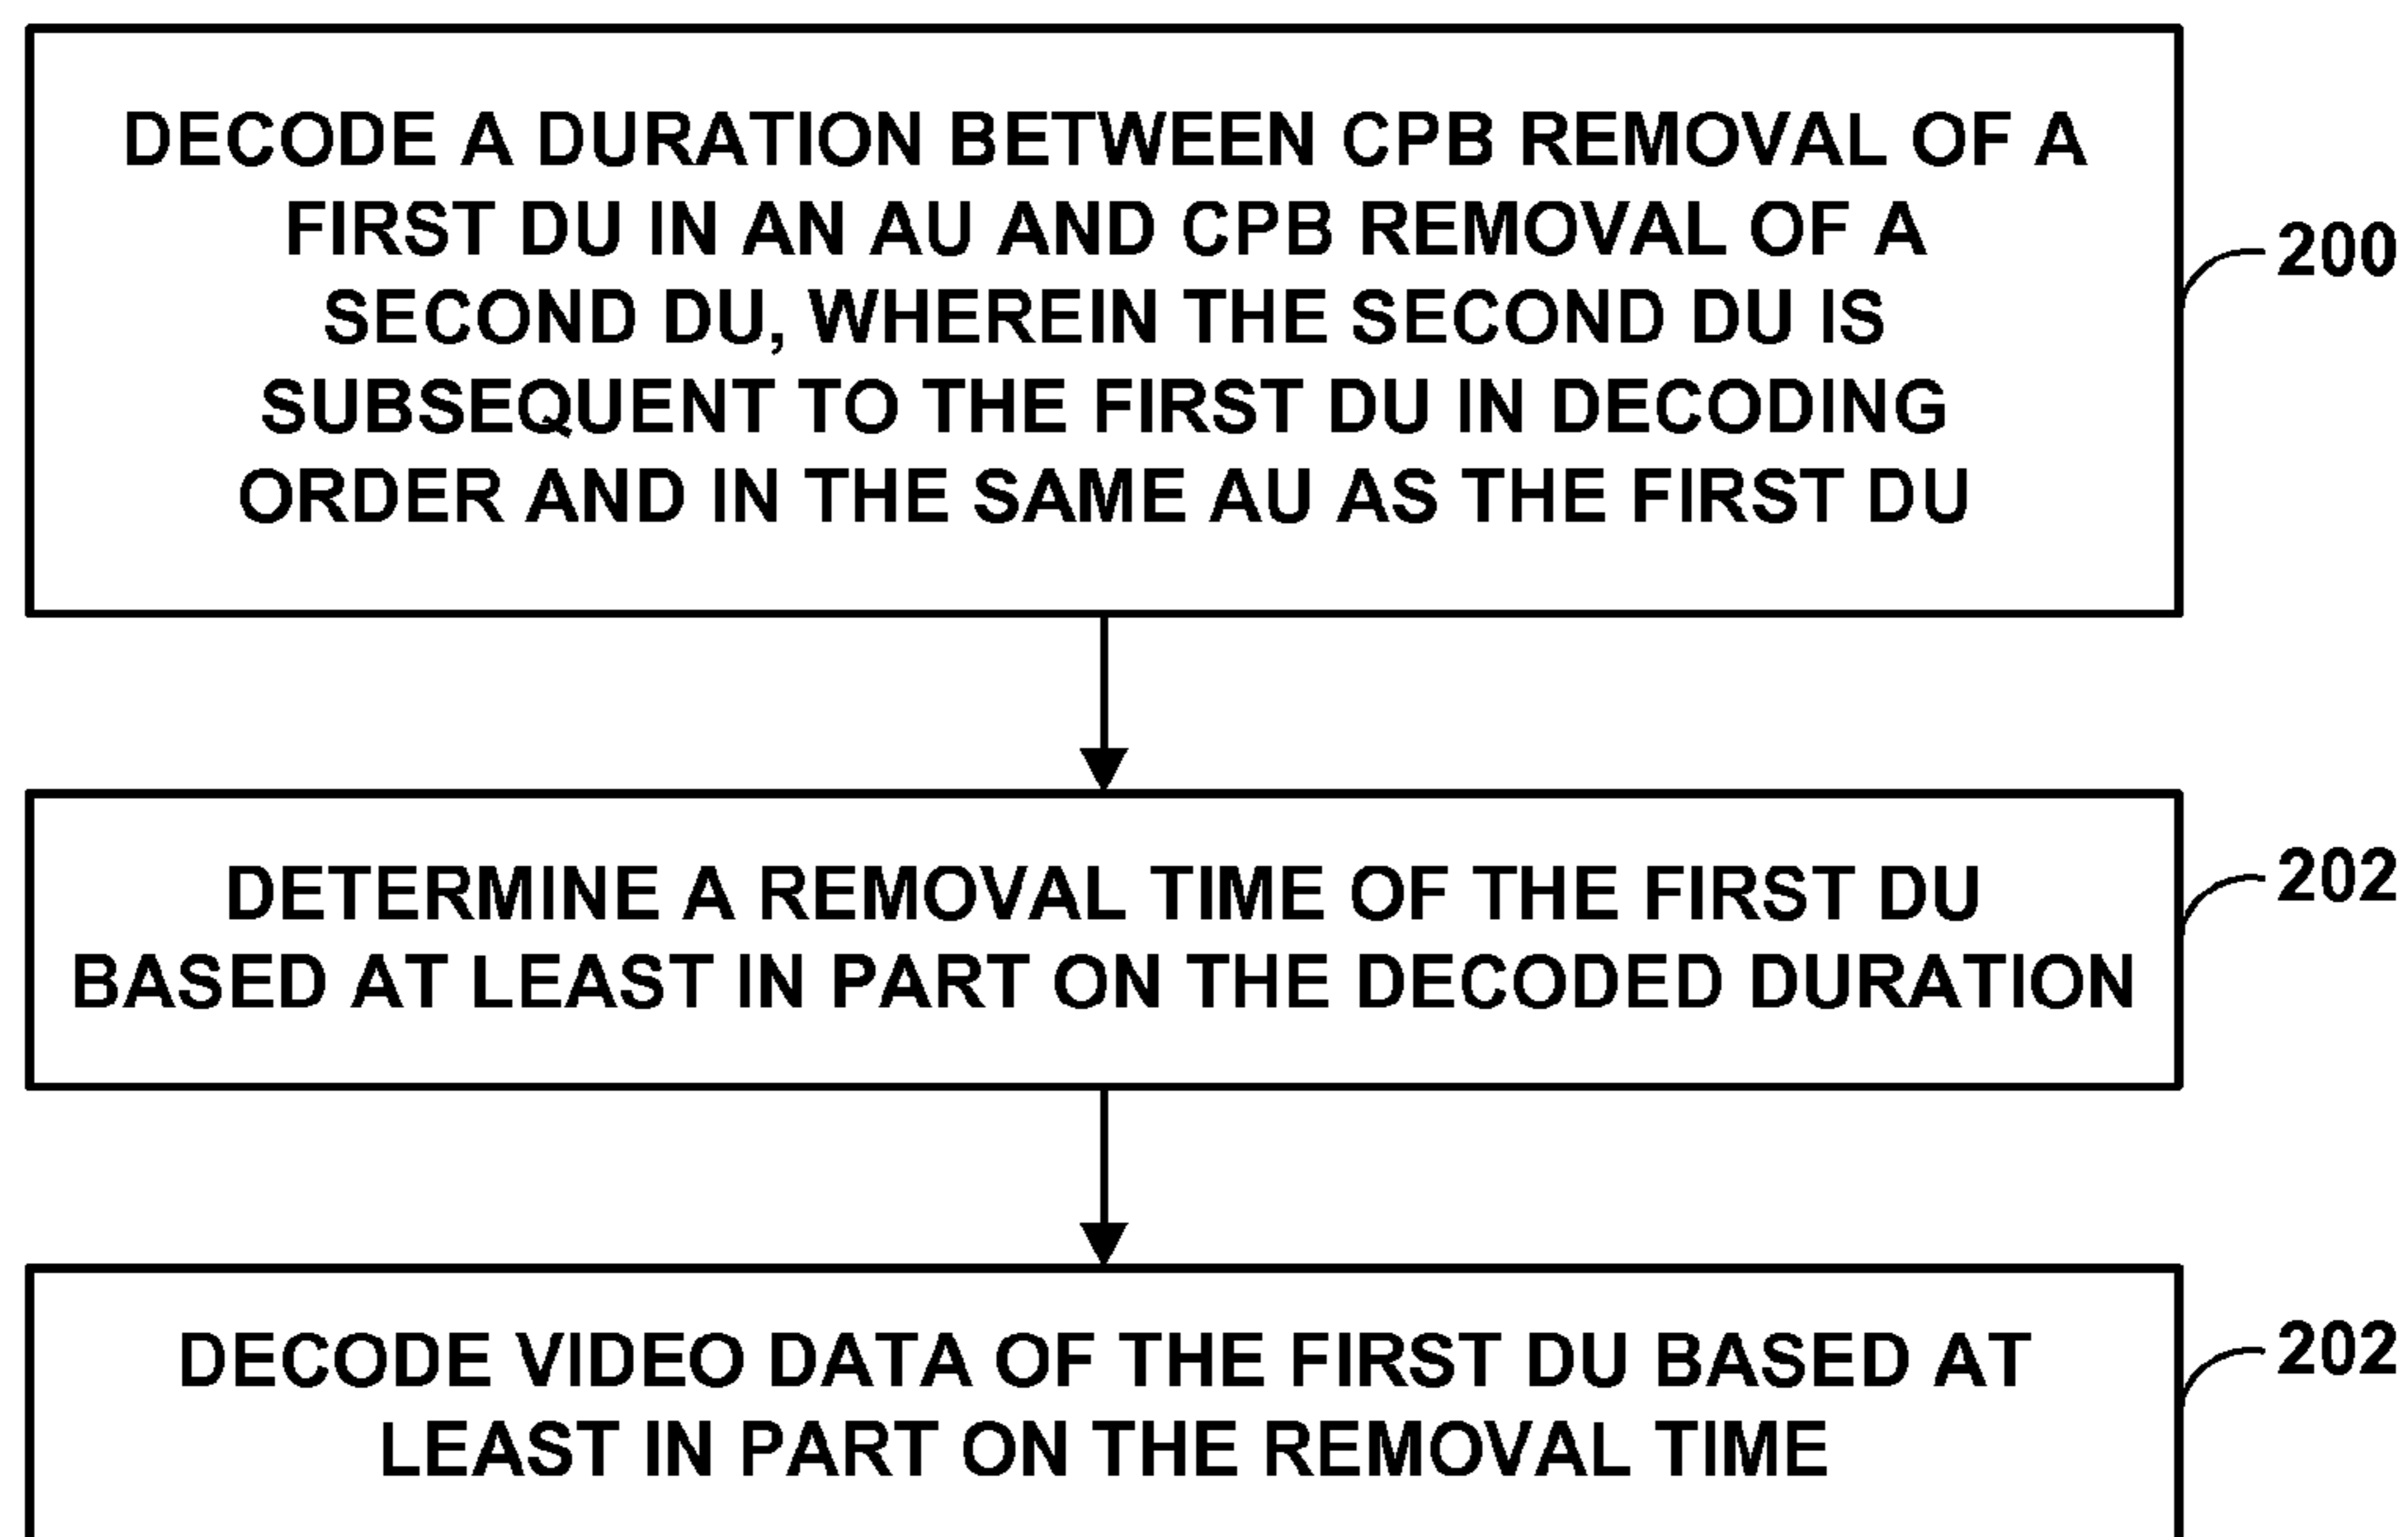 DECODE A DURATION BETWEEN CPB REMOVAL OF A
FIRST DU IN AN AU AND CPB REMOVAL OF A
SECOND DU, WHEREIN THE SECOND DU IS
SUBSEQUENT TO THE FIRST DU IN DECODING
ORDER AND IN THE SAME AU AS THE FIRST DU
200
DETERMINE A REMOVAL TIME OF THE FIRST DU
BASED AT LEAST IN PART ON THE DECODED DURATION
202
DECODE VIDEO DATA OF THE FIRST DU BASED AT
LEAST IN PART ON THE REMOVAL TIME
202